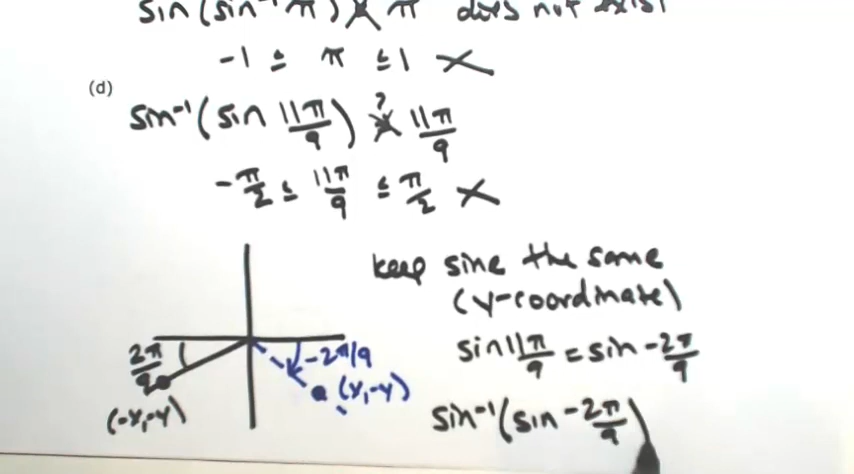 sin(sin⁻¹ π) ✗ π does not exist
-1 ≤ π ≤ 1 ✗
(d)
sin⁻¹(sin 11π/9) ≟ 11π/9
-π/2 ≤ 11π/9 ≤ π/2 ✗
keep sine the same
(y-coordinate)
sin 11π/9 = sin -2π/9
2π/9
-2π/9
(x,-y)
(-x,-y)
sin⁻¹(sin -2π/9)